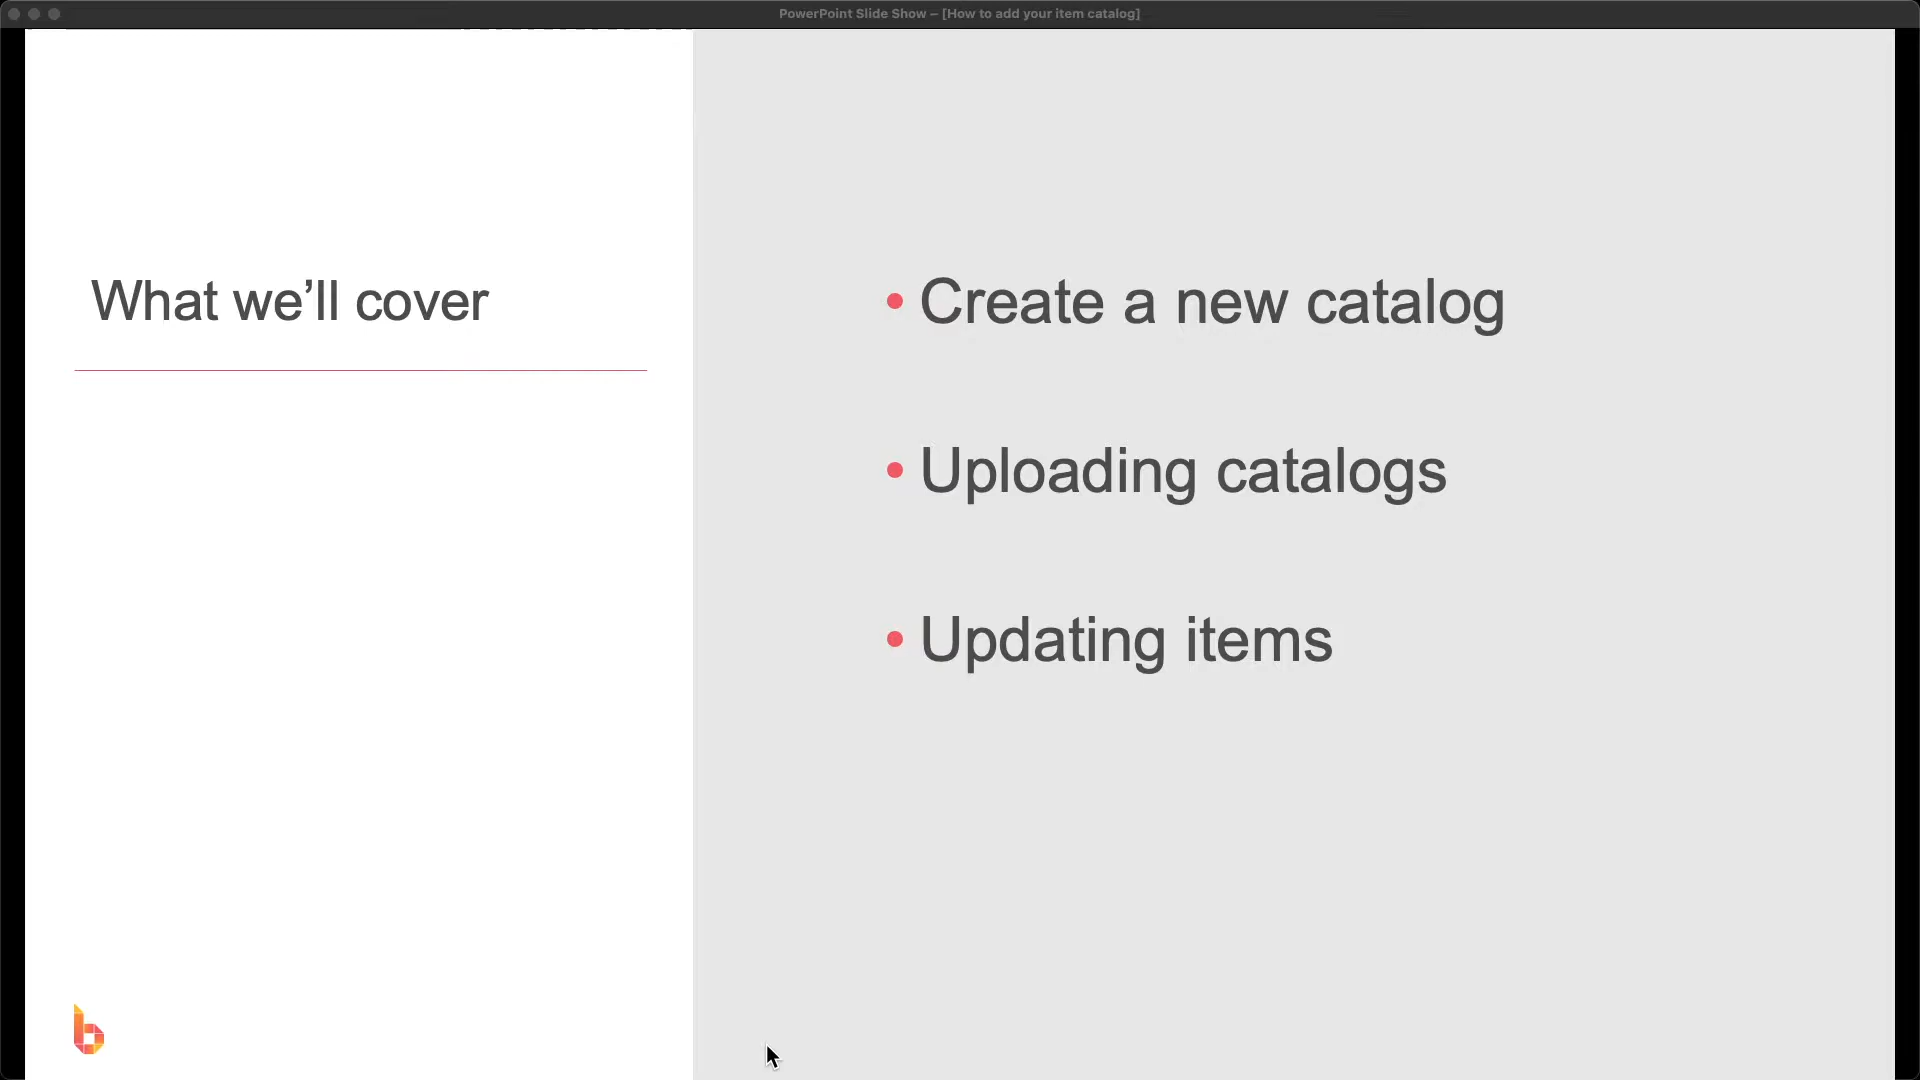 PowerPoint Slide Show – [How to add your item catalog]
What we’ll cover
• Create a new catalog
• Uploading catalogs
• Updating items